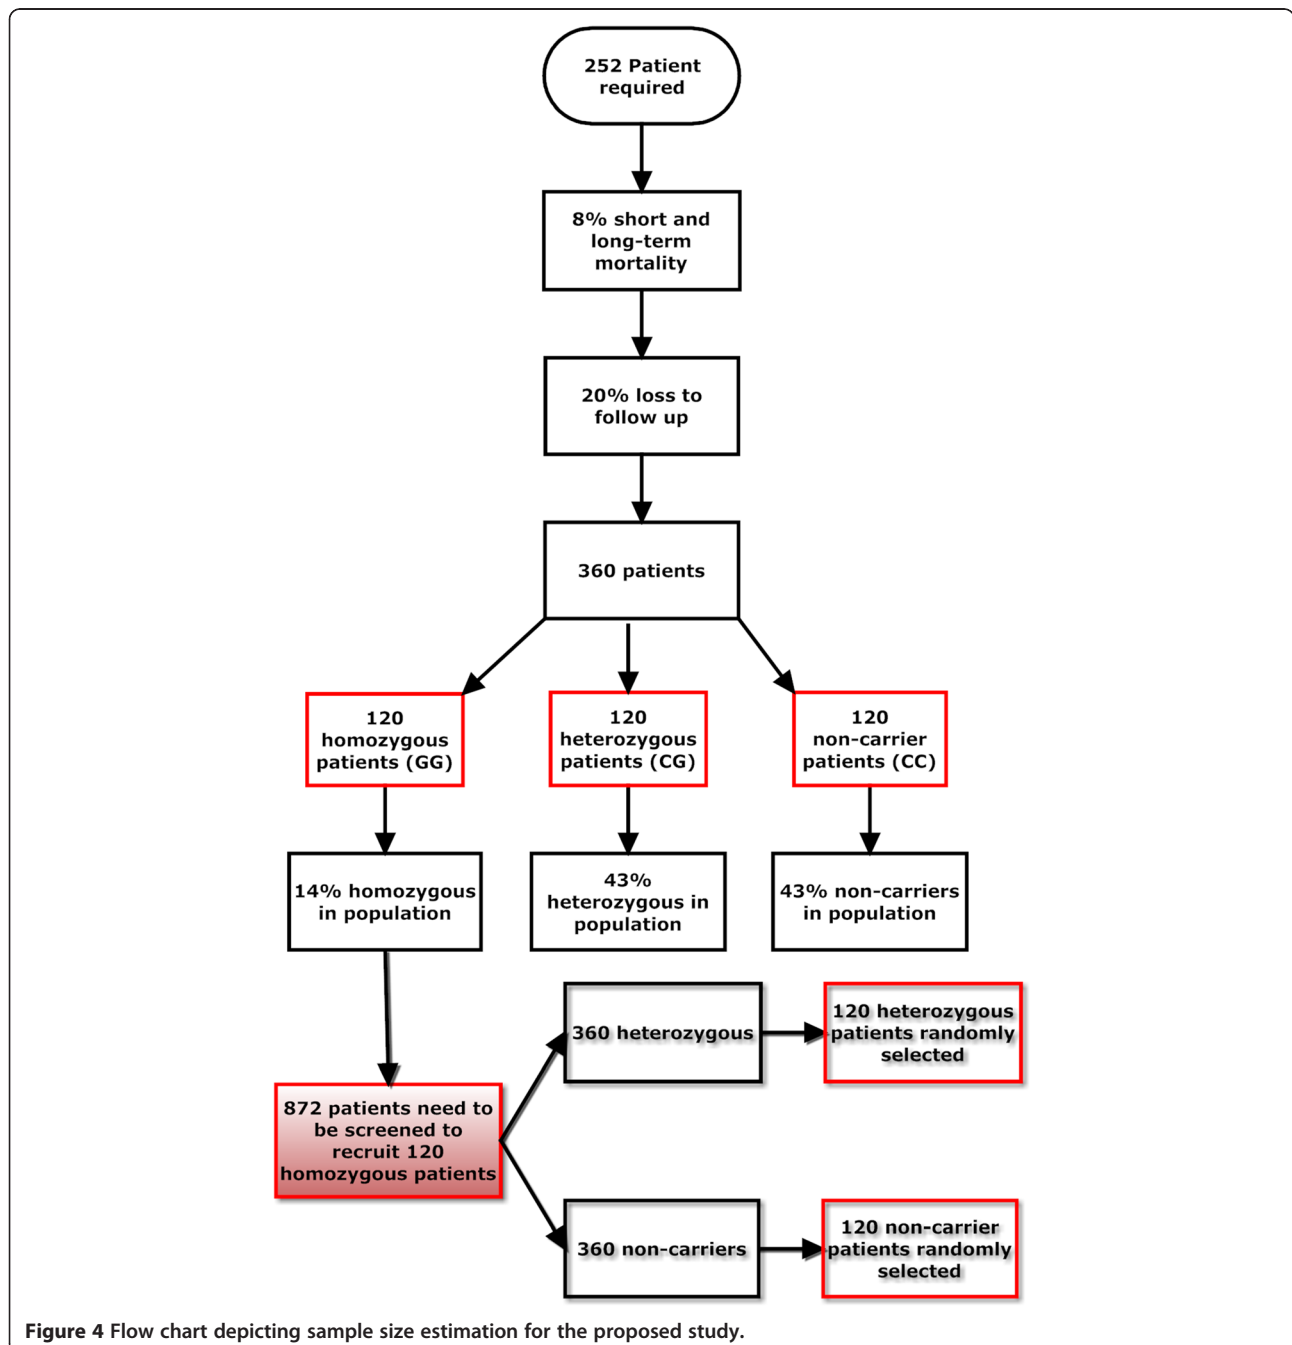 252 Patient
required
8% short and
long-term
mortality
20% loss to
follow up
360 patients
120
homozygous
patients (GG)
120
heterozygous
patients (CG)
120
non-carrier
patients (CC)
14% homozygous
in population
43%
heterozygous in
population
43% non-carriers
in population
360 heterozygous
120 heterozygous
patients randomly
selected
872 patients need to
be screened to
recruit 120
homozygous patients
360 non-carriers
120 non-carrier
patients randomly
selected
Figure 4 Flow chart depicting sample size estimation for the proposed study.